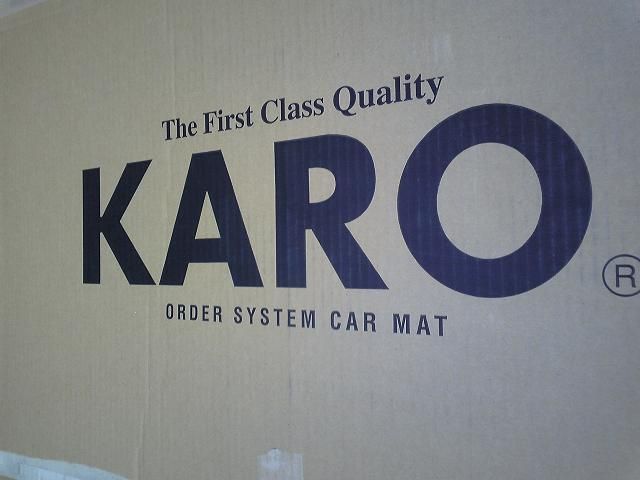 The First Class Quality
KARO®
ORDER SYSTEM CAR MAT